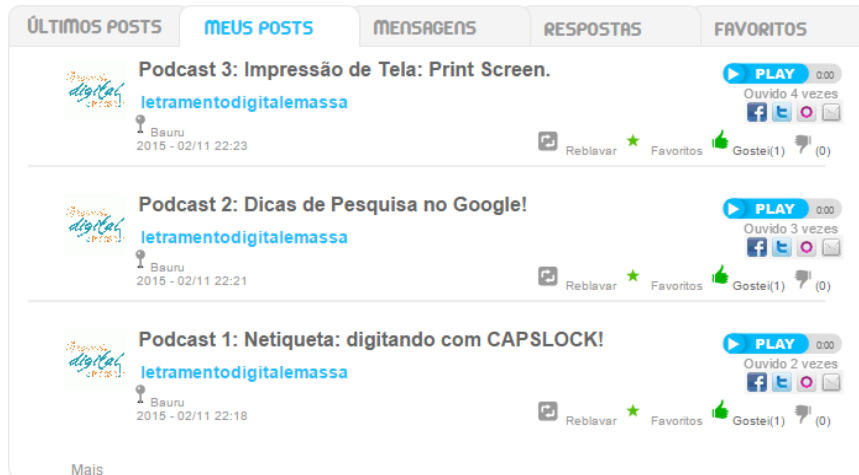 ÚLTIMOS POSTS MEUS POSTS MENSAGENS RESPOSTAS FAVORITOS
Podcast 3: Impressão de Tela: Print Screen.
PLAY 0:00
digital
letramentodigitalemassa
Ouvido 4 vezes
Bauru
2015 - 02/11 22:23
Reblavar Favoritos Gostei(1) (0)
Podcast 2: Dicas de Pesquisa no Google!
PLAY 0:00
digital
letramentodigitalemassa
Ouvido 3 vezes
Bauru
2015 - 02/11 22:21
Reblavar Favoritos Gostei(1) (0)
Podcast 1: Netiqueta: digitando com CAPSLOCK!
PLAY 0:00
digital
letramentodigitalemassa
Ouvido 2 vezes
Bauru
2015 - 02/11 22:18
Reblavar Favoritos Gostei(1) (0)
Mais